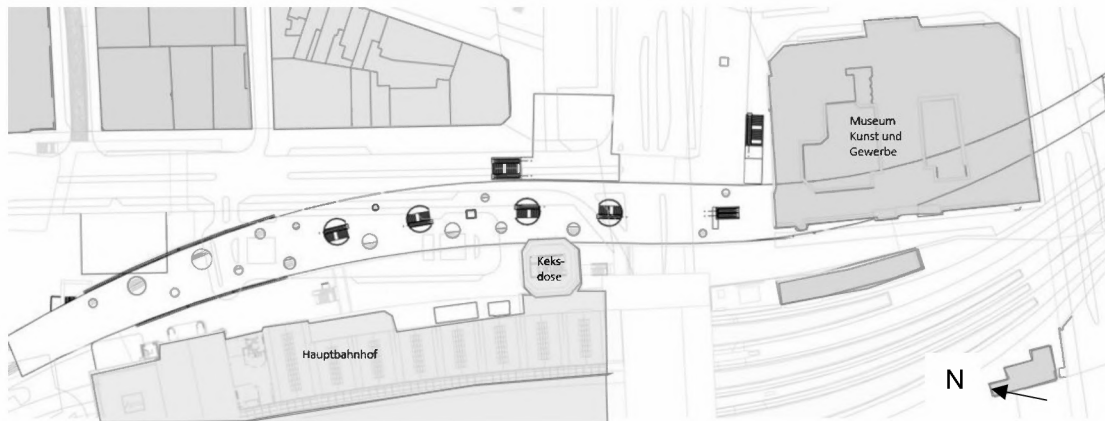 Museum
Kunst und
Gewerbe
Keks-
dose
Hauptbahnhof
N